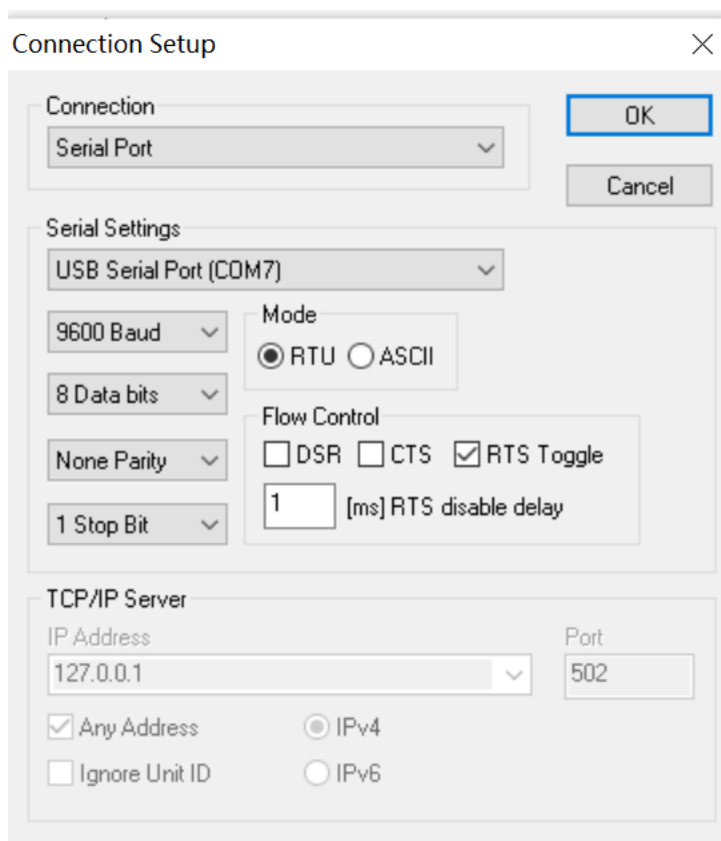 Connection Setup
Connection
OK
Serial Port
Cancel
Serial Settings
USB Serial Port (COM7)
9600 Baud
Mode
RTU ASCII
8 Data bits
Flow Control
None Parity
DSR CTS RTS Toggle
1 [ms] RTS disable delay
1 Stop Bit
TCP/IP Server
IP Address Port
127.0.0.1 502
Any Address IPv4
Ignore Unit ID IPv6